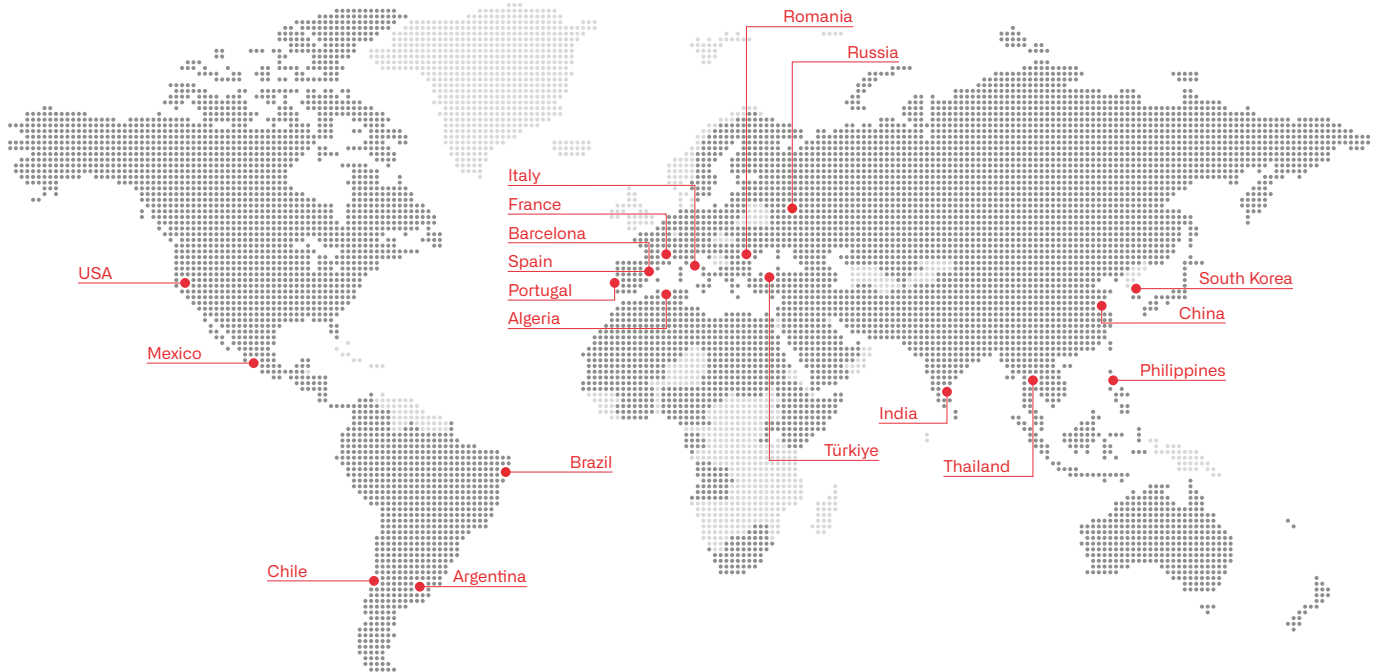 Romania
Russia
Italy
France
Barcelona
Spain
Portugal
Algeria
USA
South Korea
China
Mexico
Philippines
India
Türkiye
Brazil
Thailand
Chile
Argentina